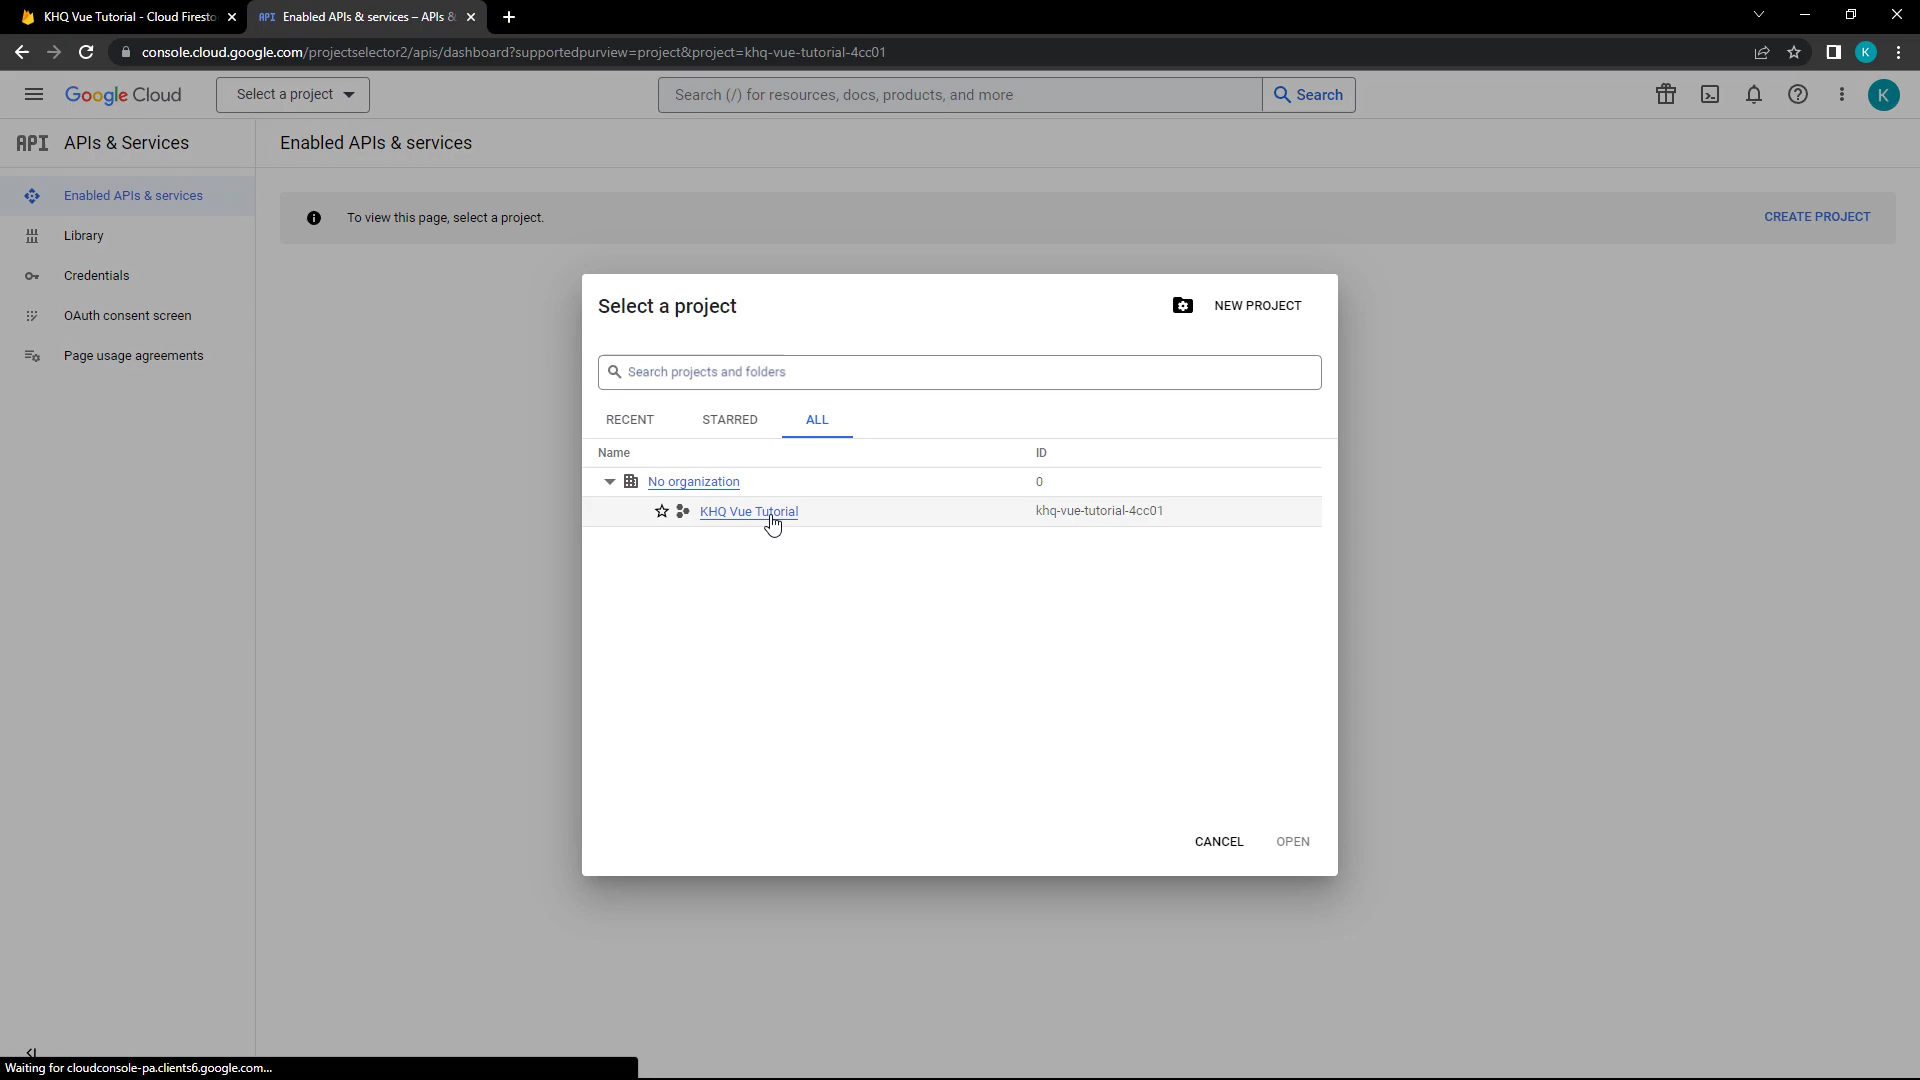 KHQ Vue Tutorial - Cloud Firesto
API Enabled APIs & services – APIs &
console.cloud.google.com/projectselector2/apis/dashboard?supportedpurview=project&project=khq-vue-tutorial-4cc01
K
Google Cloud
Select a project
Search (/) for resources, docs, products, and more
Search
K
API APIs & Services
Enabled APIs & services
Enabled APIs & services
Library
Credentials
OAuth consent screen
Page usage agreements
To view this page, select a project.
CREATE PROJECT
Select a project
NEW PROJECT
Search projects and folders
RECENT STARRED ALL
Name ID
No organization 0
KHQ Vue Tutorial khq-vue-tutorial-4cc01
CANCEL OPEN
Waiting for cloudconsole-pa.clients6.google.com...